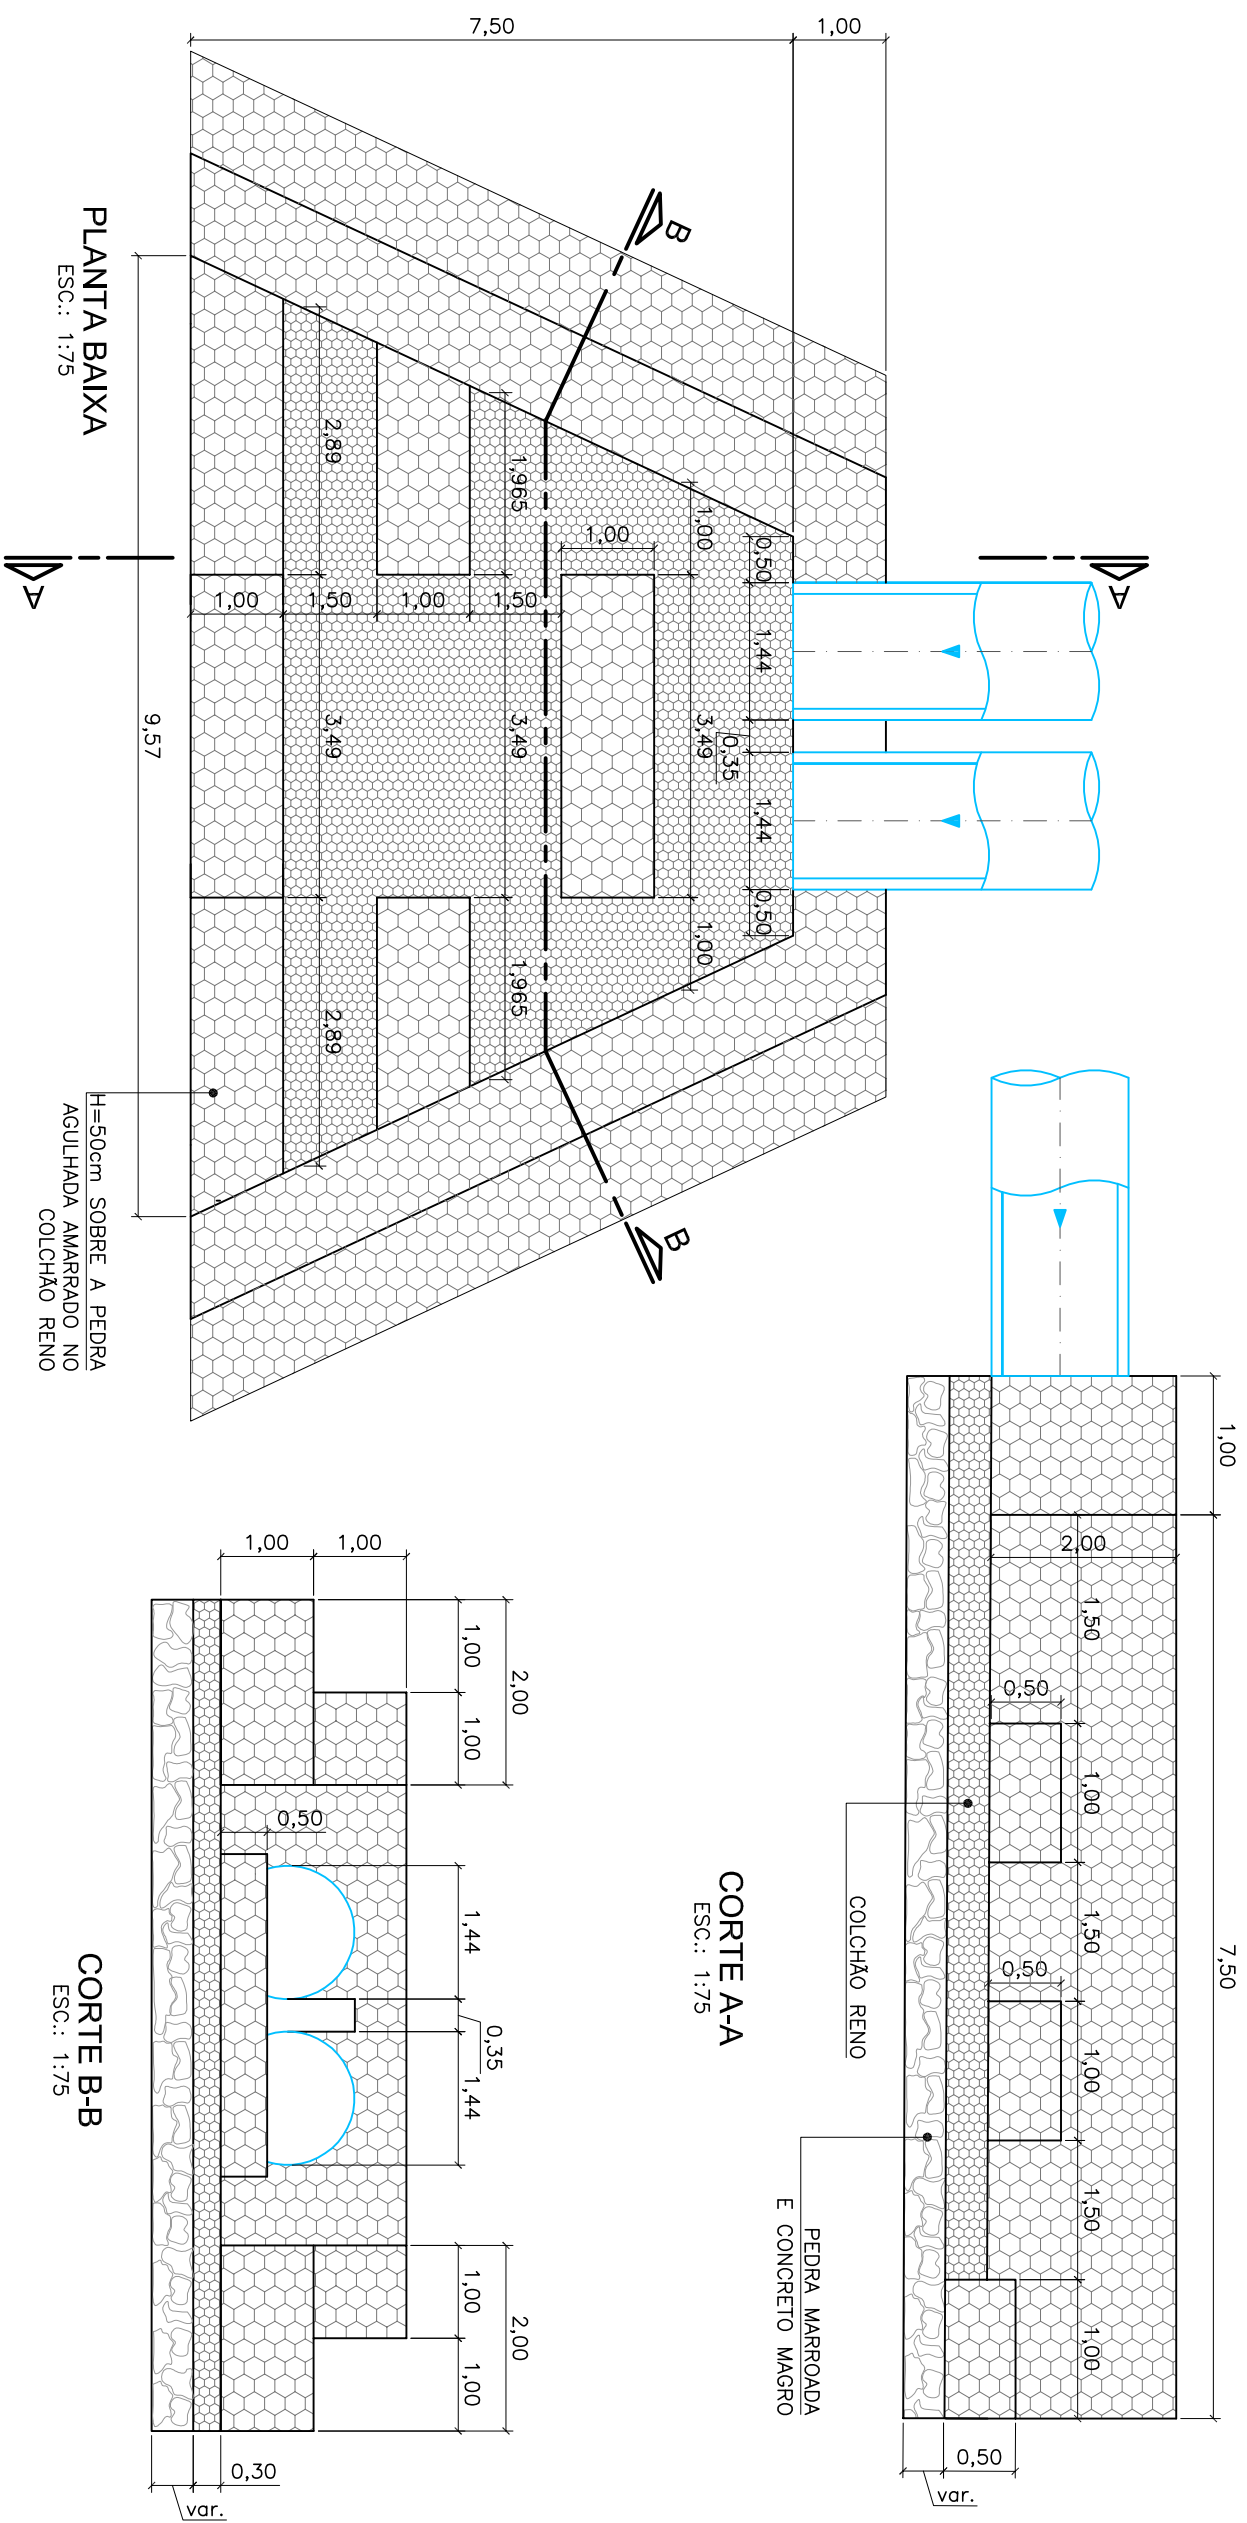 7,50
1,00
B
B
A
A
2,89
1,965
1,00
0,50
1,00
1,00
1,50
1,00
1,50
1,44
3,49
3,49
3,49
0,35
1,44
0,50
1,00
1,965
2,89
9,57
H=50cm SOBRE A PEDRA
AGULHADA AMARRADO NO
COLCHÃO RENO
PLANTA BAIXA
ESC.: 1:75
1,00
7,50
2,00
1,50
0,50
1,00
1,50
0,50
1,00
1,50
1,00
0,50
var.
COLCHÃO RENO
PEDRA MARROADA
E CONCRETO MAGRO
CORTE A-A
ESC.: 1:75
1,00
1,00
2,00
1,00
1,00
0,50
1,44
0,35
1,44
2,00
1,00
1,00
0,30
var.
CORTE B-B
ESC.: 1:75